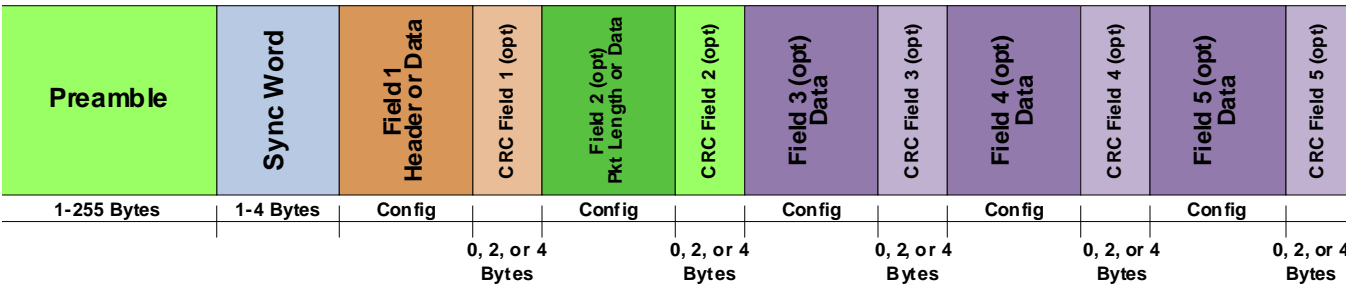 Preamble
Sync Word
Field 1
Header or Data
CRC Field 1 (opt)
Field 2 (opt)
Pkt Length or Data
CRC Field 2 (opt)
Field 3 (opt)
Data
CRC Field 3 (opt)
Field 4 (opt)
Data
CRC Field 4 (opt)
Field 5 (opt)
Data
CRC Field 5 (opt)
1-255 Bytes
1-4 Bytes
Config
Config
Config
Config
Config
0, 2, or 4
Bytes
0, 2, or 4
Bytes
0, 2, or 4
Bytes
0, 2, or 4
Bytes
0, 2, or 4
Bytes